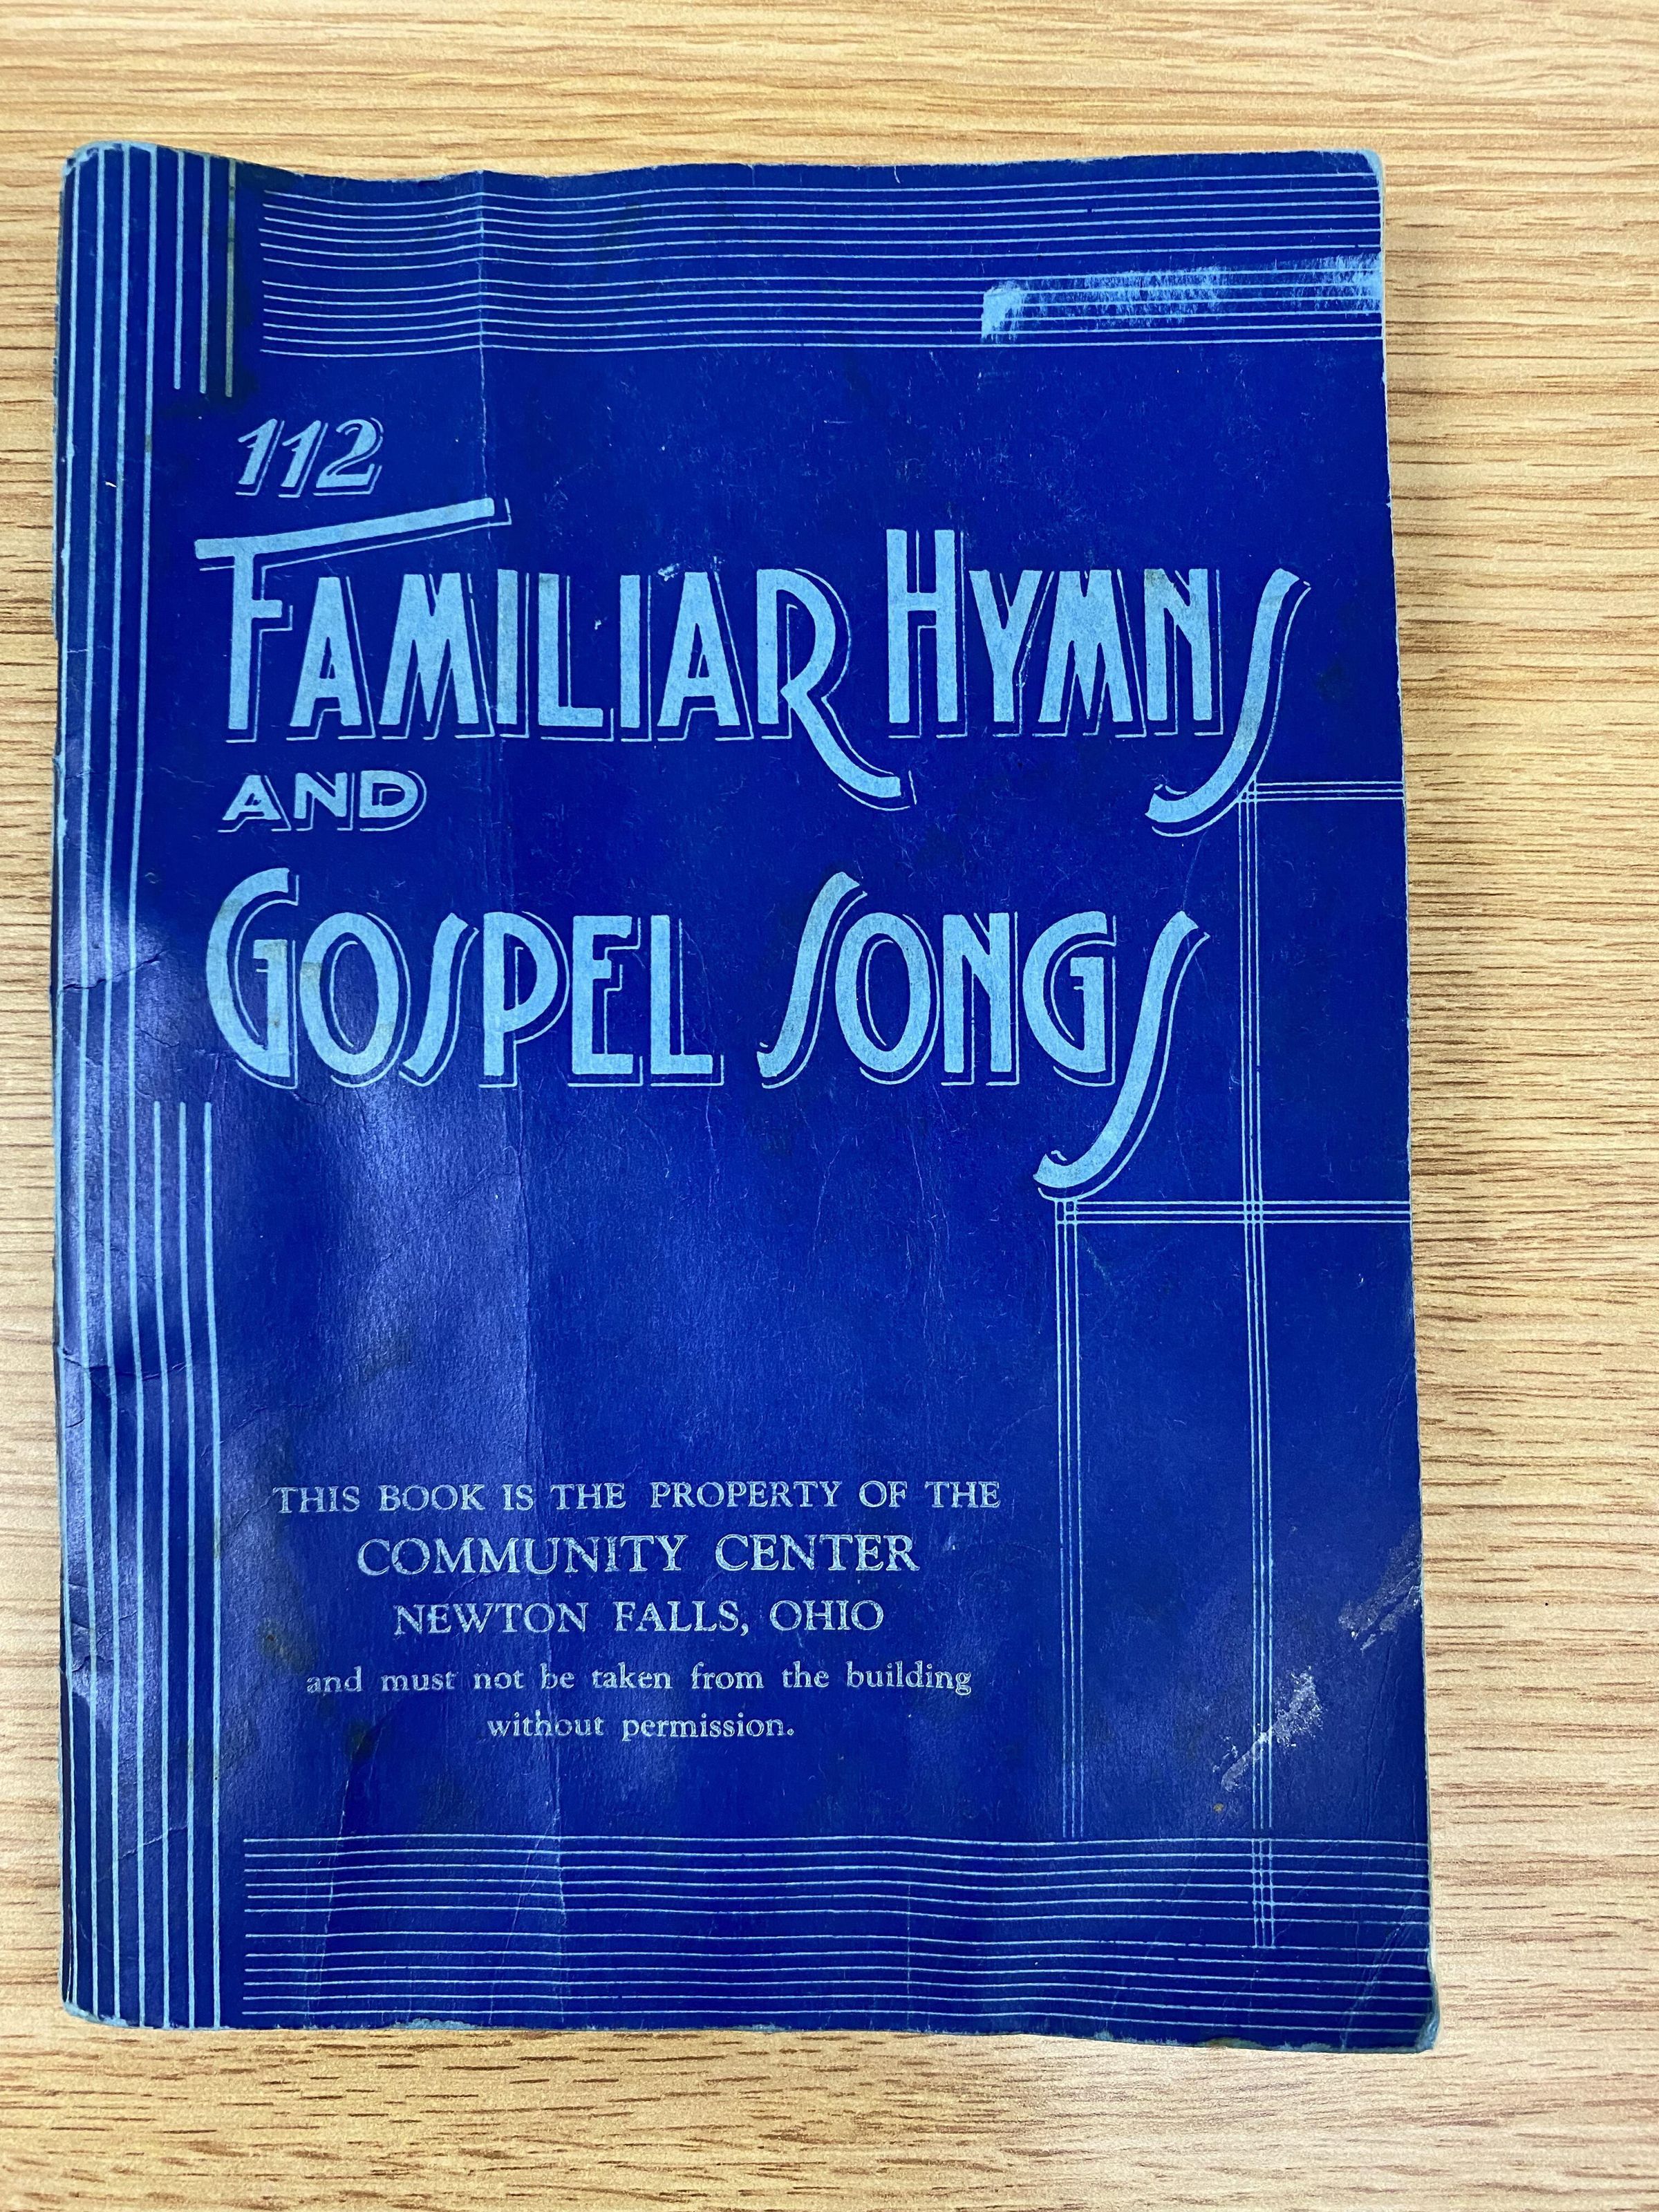 112
FAMILIAR HYMNS
AND
GOSPEL SONGS
THIS BOOK IS THE PROPERTY OF THE
COMMUNITY CENTER
NEWTON FALLS, OHIO
and must not be taken from the building
without permission.